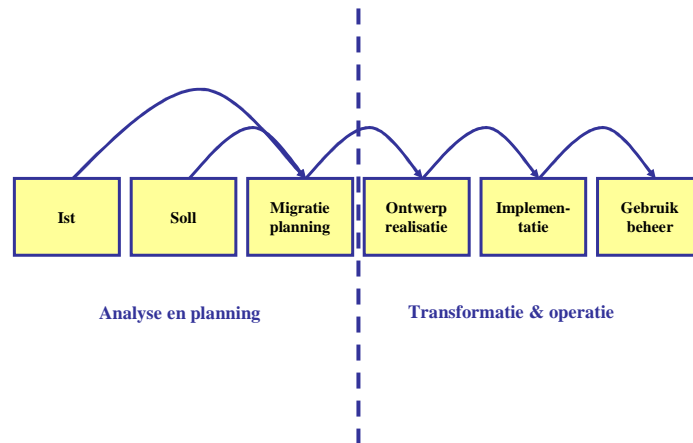 Ist
Soll
Migratie
planning
Ontwerp
realisatie
Implemen-
tatie
Gebruik
beheer
Analyse en planning
Transformatie & operatie